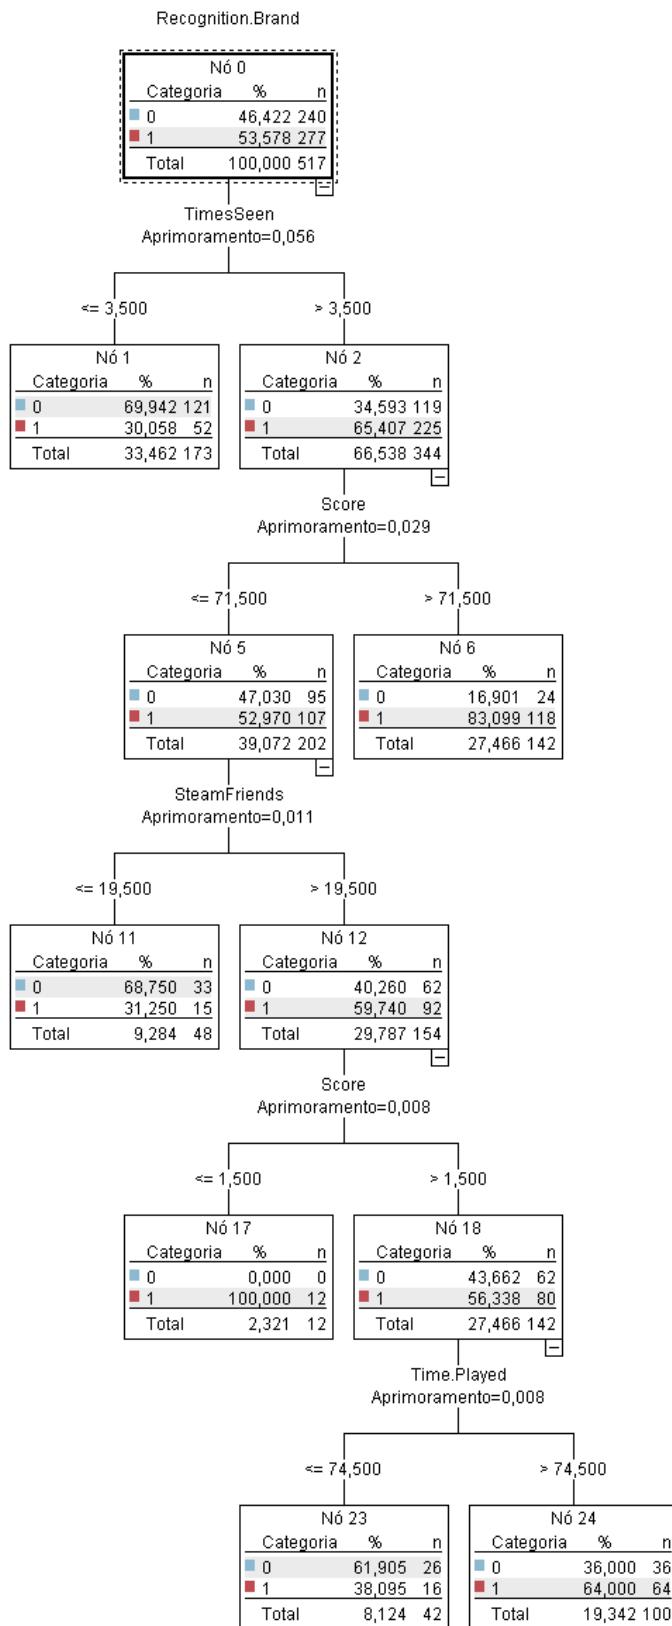 Recognition.Brand
Nó 0
Categoria % n
0 46,422 240
1 53,578 277
Total 100,000 517
TimesSeen
Aprimoramento=0,056
<= 3,500 > 3,500
Nó 1
Categoria % n
0 69,942 121
1 30,058 52
Total 33,462 173
Nó 2
Categoria % n
0 34,593 119
1 65,407 225
Total 66,538 344
Score
Aprimoramento=0,029
<= 71,500 > 71,500
Nó 5
Categoria % n
0 47,030 95
1 52,970 107
Total 39,072 202
Nó 6
Categoria % n
0 16,901 24
1 83,099 118
Total 27,466 142
SteamFriends
Aprimoramento=0,011
<= 19,500 > 19,500
Nó 11
Categoria % n
0 68,750 33
1 31,250 15
Total 9,284 48
Nó 12
Categoria % n
0 40,260 62
1 59,740 92
Total 29,787 154
Score
Aprimoramento=0,008
<= 1,500 > 1,500
Nó 17
Categoria % n
0 0,000 0
1 100,000 12
Total 2,321 12
Nó 18
Categoria % n
0 43,662 62
1 56,338 80
Total 27,466 142
Time.Played
Aprimoramento=0,008
<= 74,500 > 74,500
Nó 23
Categoria % n
0 61,905 26
1 38,095 16
Total 8,124 42
Nó 24
Categoria % n
0 36,000 36
1 64,000 64
Total 19,342 100